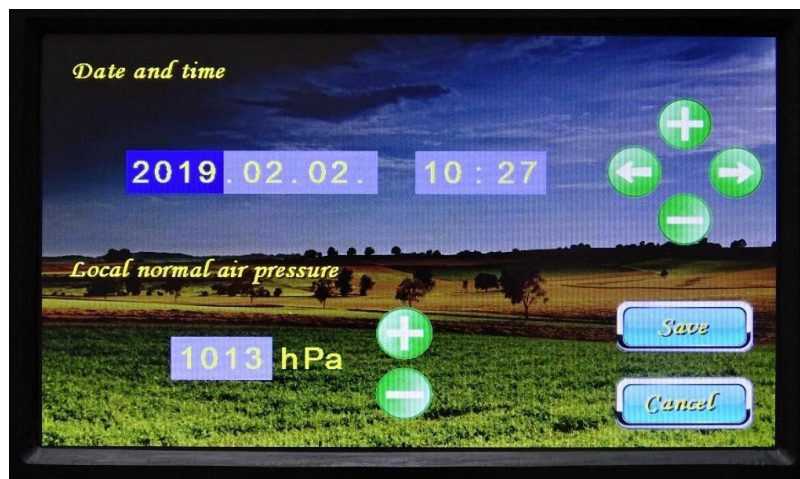 Date and time
2019.02.02. 10:27
Local normal air pressure
1013 hPa
Save
Cancel